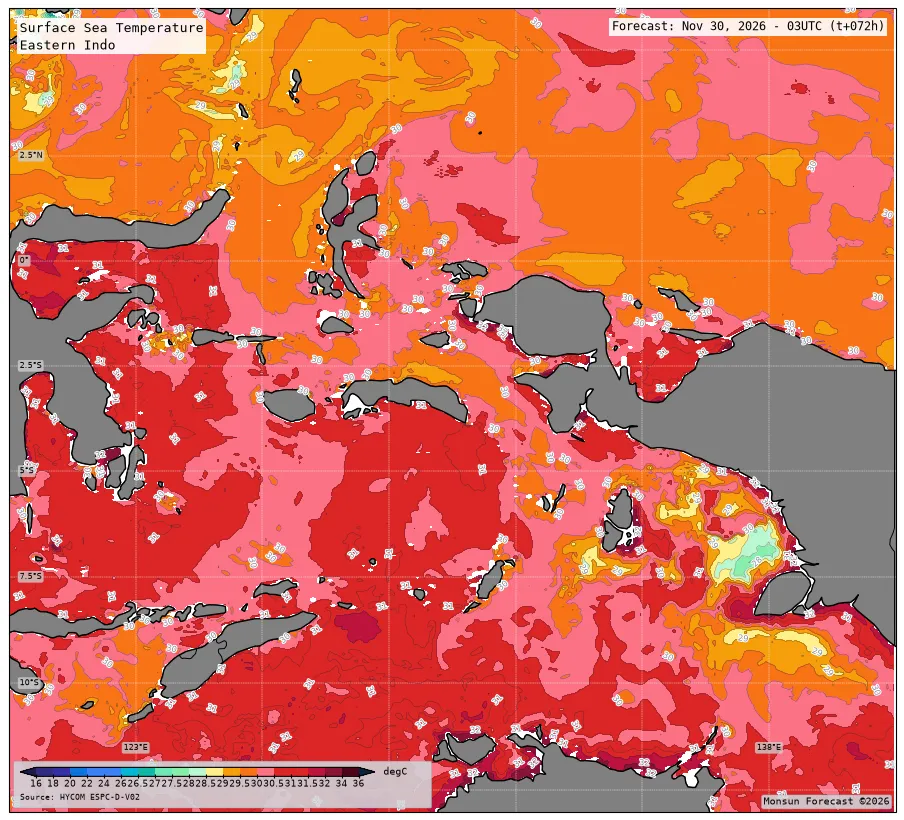 Surface Sea Temperature
Eastern Indo
Forecast: Nov 30, 2026 - 03UTC (t+072h)
2.5°N
0°
2.5°S
5°S
7.5°S
10°S
123°E
138°E
degC
16 18 20 22 24 26 26.5 27 27.5 28 28.5 29 29.5 30 30.5 31 31.5 32 34 36
Source: HYCOM ESPC-D-V02
Monsun Forecast ©2026